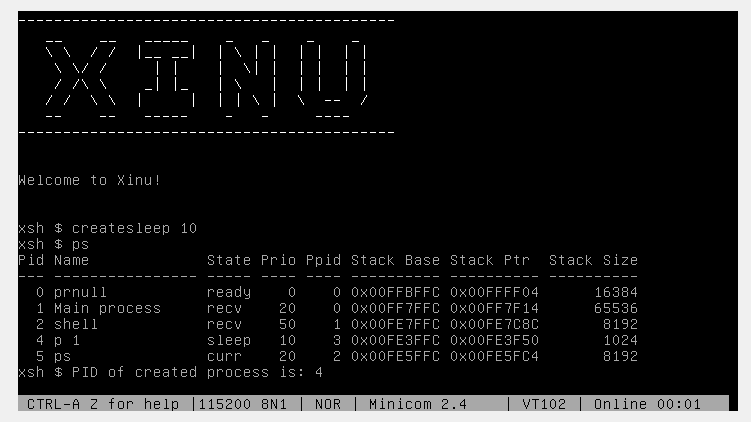 XINU
Welcome to Xinu!
xsh $ createsleep 10
xsh $ ps
Pid Name State Prio Ppid Stack Base Stack Ptr Stack Size
0 prnull ready 0 0 0x00FFBFFC 0x00FFFF04 16384
1 Main process recv 20 0 0x00FF7FFC 0x00FF7F14 65536
2 shell recv 50 1 0x00FE7FFC 0x00FE7C8C 8192
4 p 1 sleep 10 3 0x00FE3FFC 0x00FE3F50 1024
5 ps curr 20 2 0x00FE5FFC 0x00FE5FC4 8192
xsh $ PID of created process is: 4
CTRL-A Z for help |115200 8N1 | NOR | Minicom 2.4 | VT102 | Online 00:01